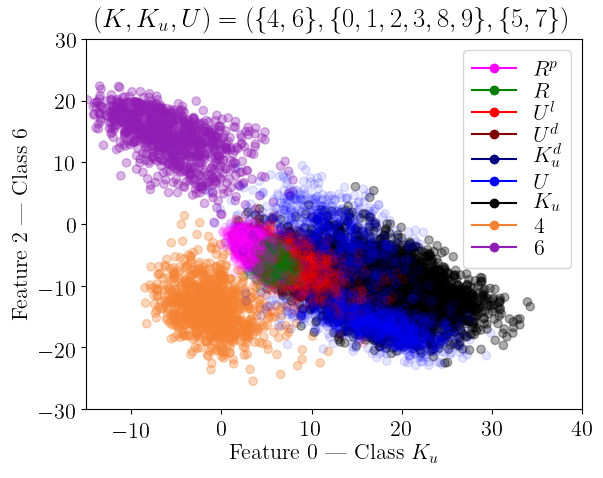 (K, K_u, U) = ({4, 6}, {0, 1, 2, 3, 8, 9}, {5, 7})
30
20
10
0
−10
−20
−30
Feature 2 — Class 6
R^p
R
U^l
U^d
K_u^d
U
K_u
4
6
−10
0
10
20
30
40
Feature 0 — Class K_u